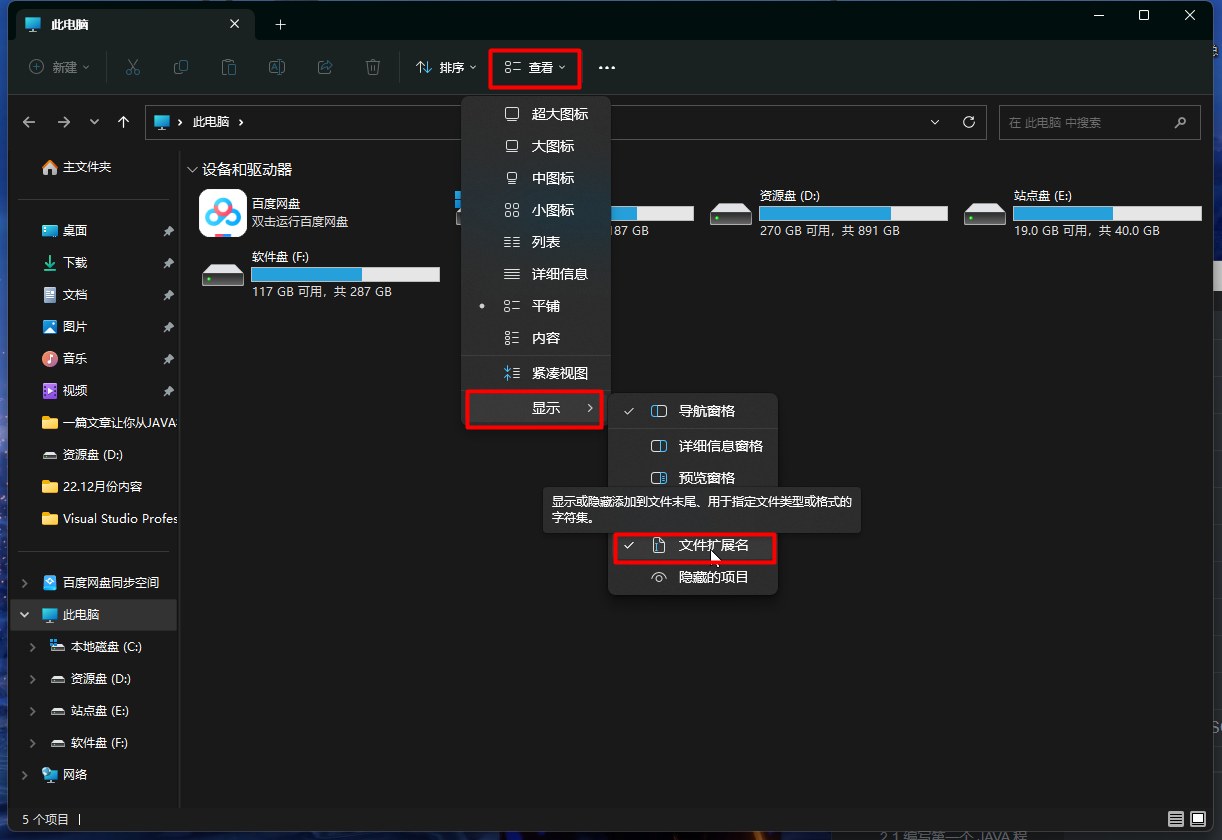 此电脑
新建
排序
查看
此电脑
在 此电脑 中搜索
主文件夹
桌面
下载
文档
图片
音乐
视频
一篇文章让你从JAVA
资源盘 (D:)
22.12月份内容
Visual Studio Profes
百度网盘同步空间
此电脑
本地磁盘 (C:)
资源盘 (D:)
站点盘 (E:)
软件盘 (F:)
网络
设备和驱动器
百度网盘
双击运行百度网盘
187 GB
资源盘 (D:)
270 GB 可用，共 891 GB
站点盘 (E:)
19.0 GB 可用，共 40.0 GB
软件盘 (F:)
117 GB 可用，共 287 GB
超大图标
大图标
中图标
小图标
列表
详细信息
平铺
内容
紧凑视图
显示
导航窗格
详细信息窗格
预览窗格
显示或隐藏添加到文件末尾、用于指定文件类型或格式的
字符集。
文件扩展名
隐藏的项目
5 个项目
2.1 编写第一个 JAVA 程